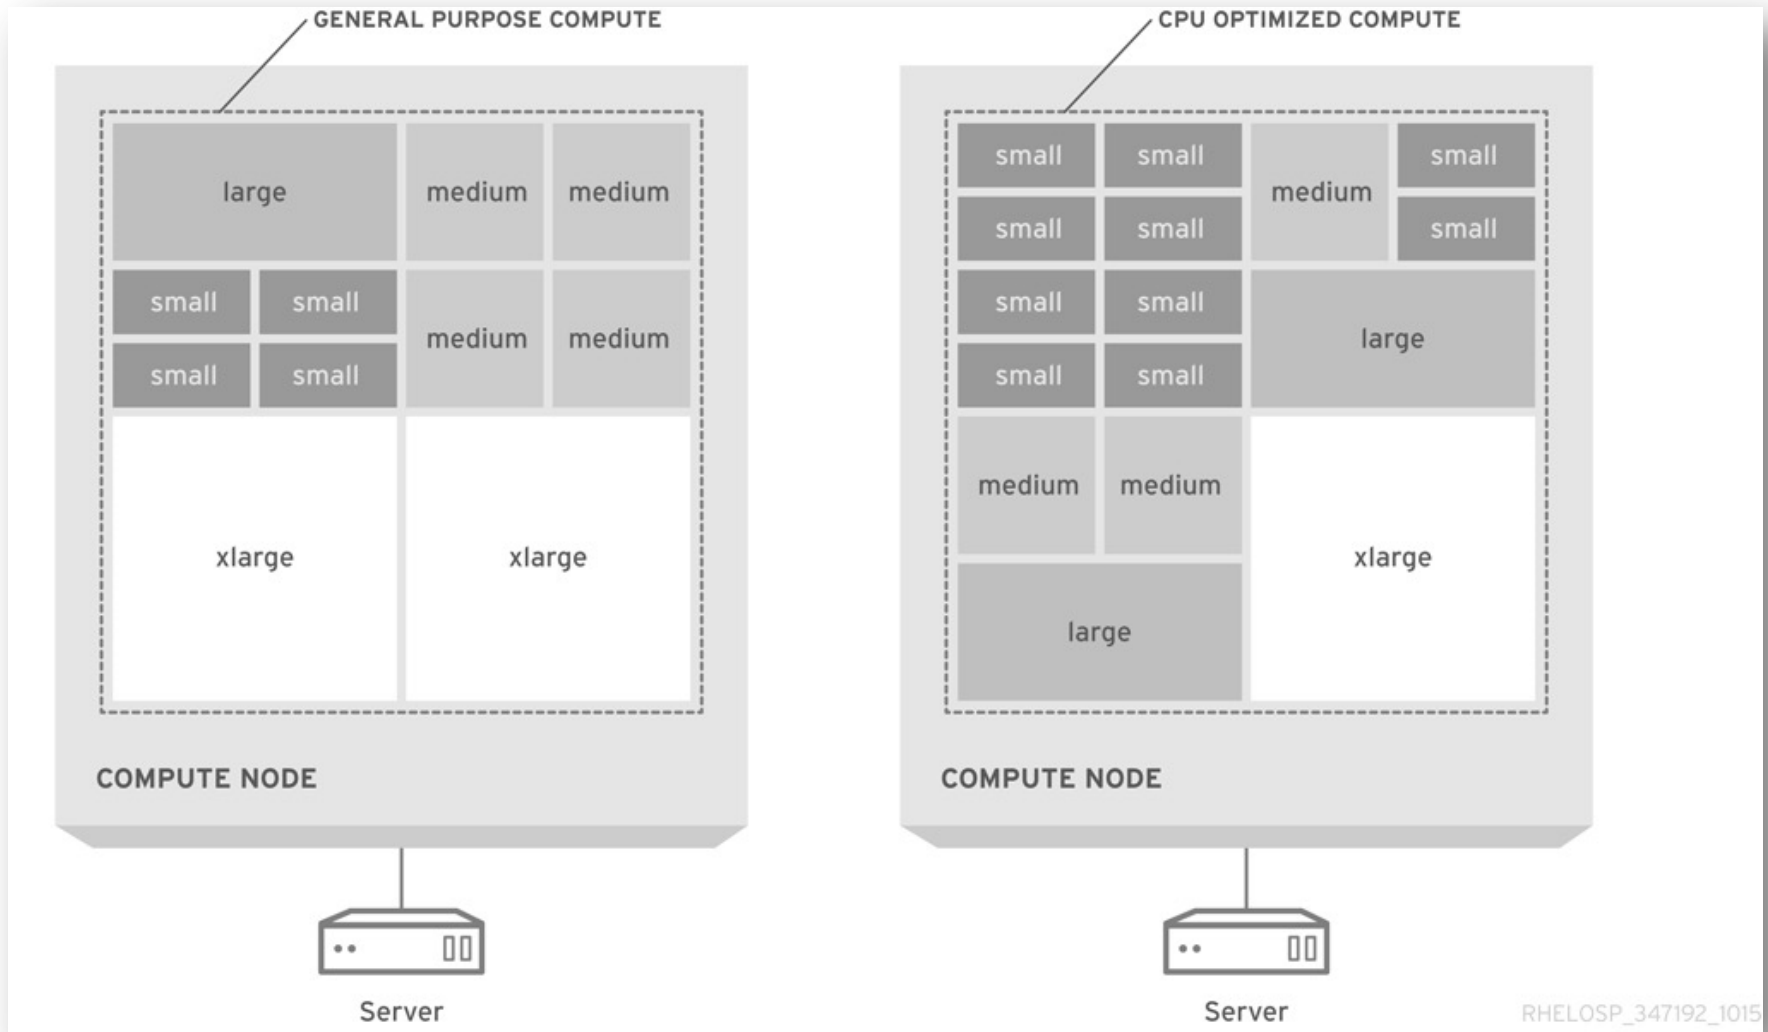 GENERAL PURPOSE COMPUTE
large
medium
medium
small
small
medium
medium
small
small
xlarge
xlarge
COMPUTE NODE
Server
CPU OPTIMIZED COMPUTE
small
small
medium
small
small
small
small
small
small
large
small
small
medium
medium
xlarge
large
COMPUTE NODE
Server
RHELOSP_347192_1015